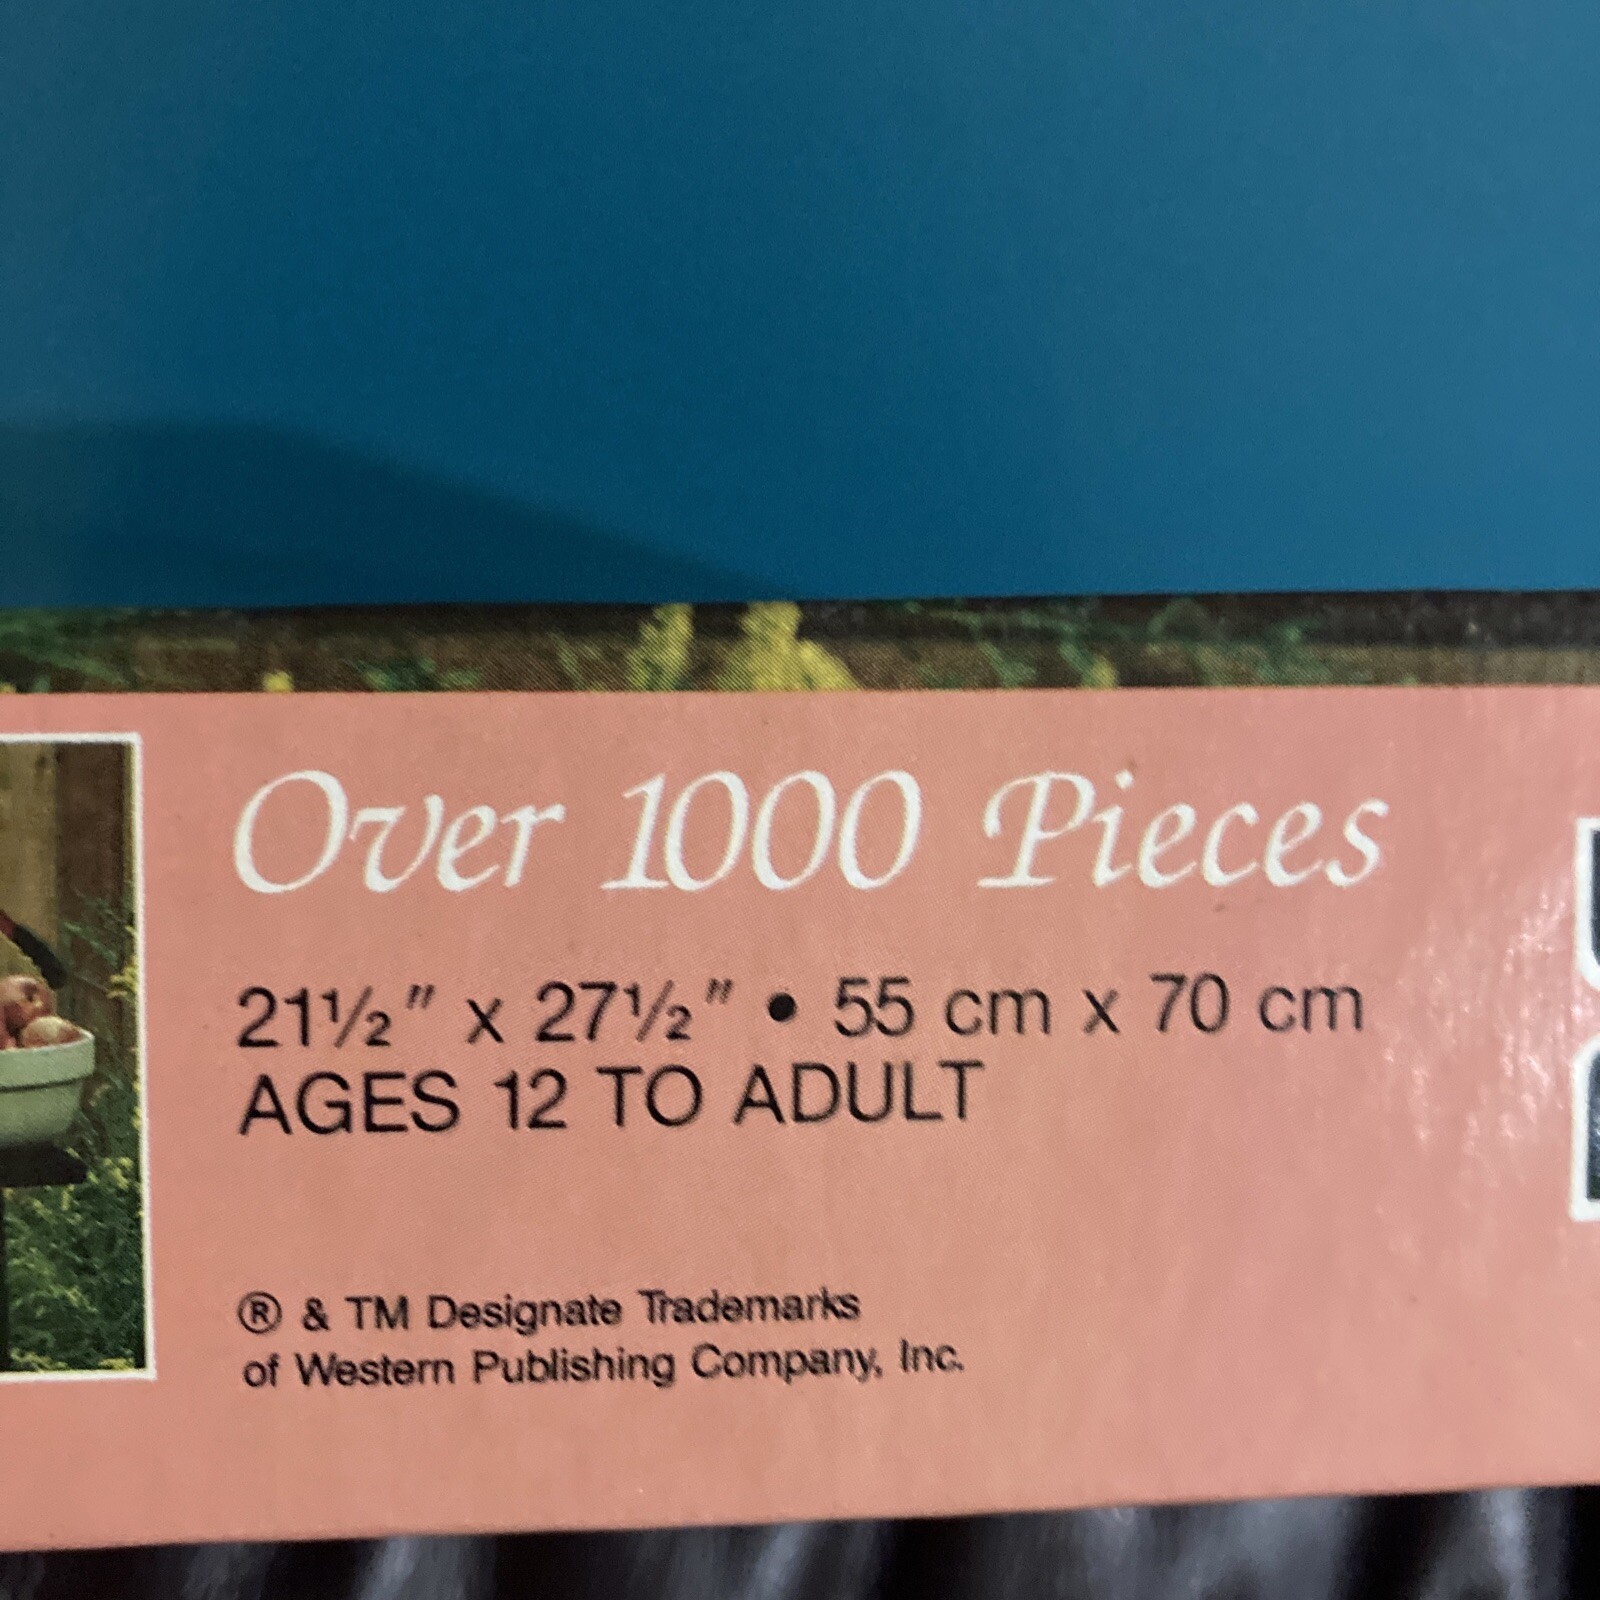 Over 1000 Pieces
21½" x 27½" • 55 cm x 70 cm
AGES 12 TO ADULT
® & TM Designate Trademarks
of Western Publishing Company, Inc.